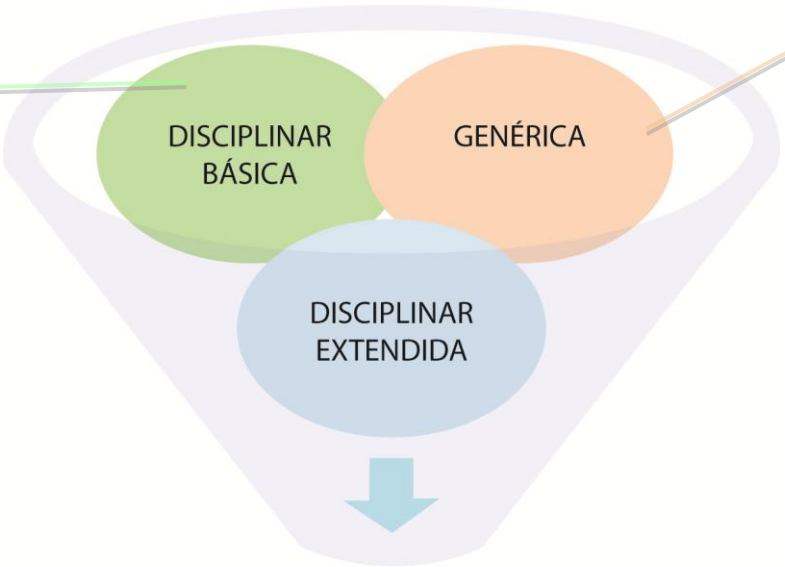 DISCIPLINAR
BÁSICA
GENÉRICA
DISCIPLINAR
EXTENDIDA